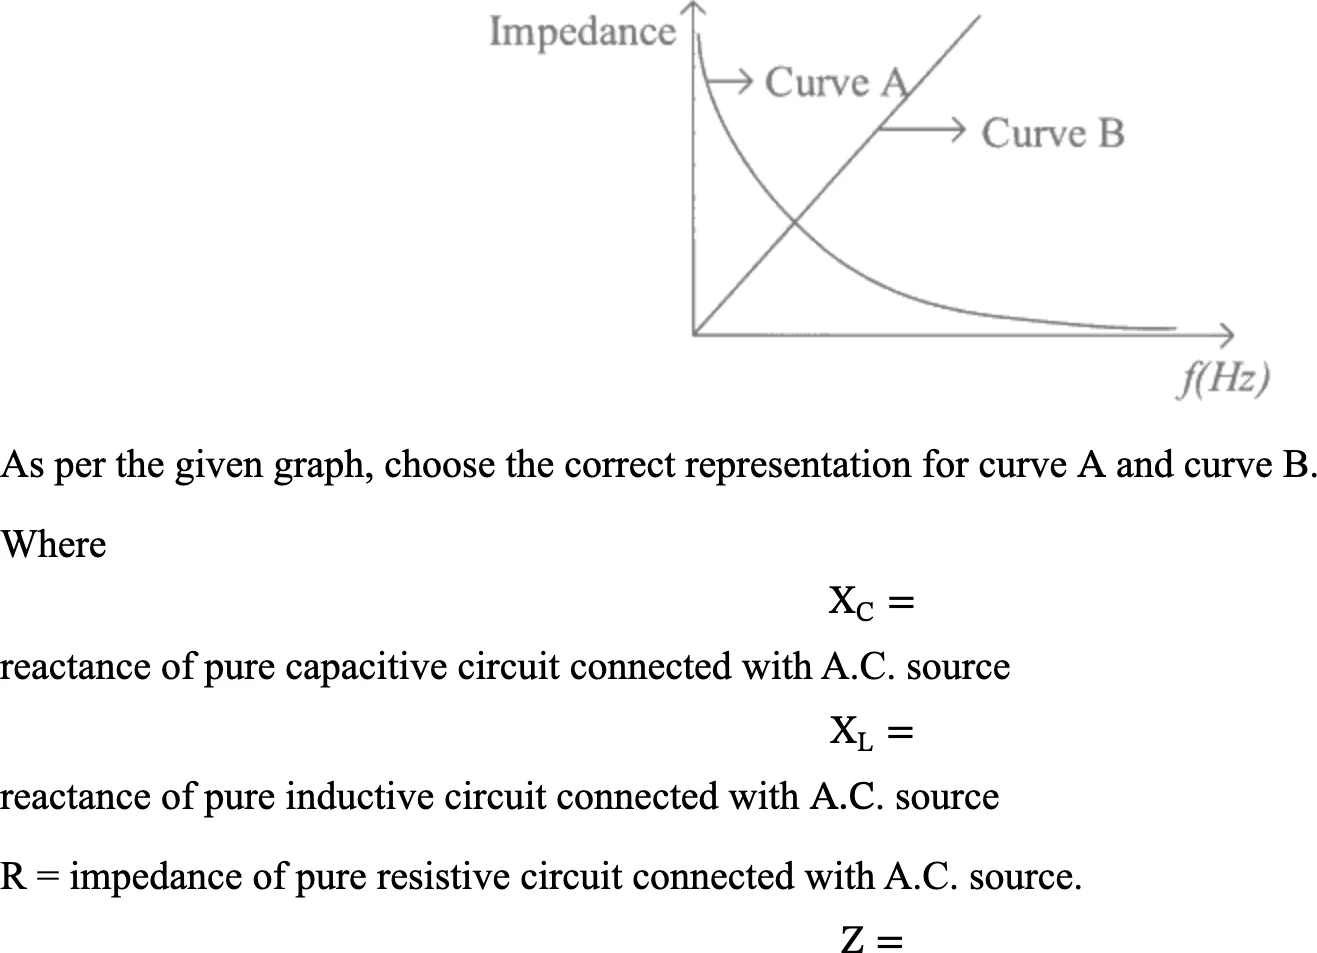 Impedance
Curve A
Curve B
f(Hz)
As per the given graph, choose the correct representation for curve A and curve B.
Where
X_C =
reactance of pure capacitive circuit connected with A.C. source
X_L =
reactance of pure inductive circuit connected with A.C. source
R = impedance of pure resistive circuit connected with A.C. source.
Z =